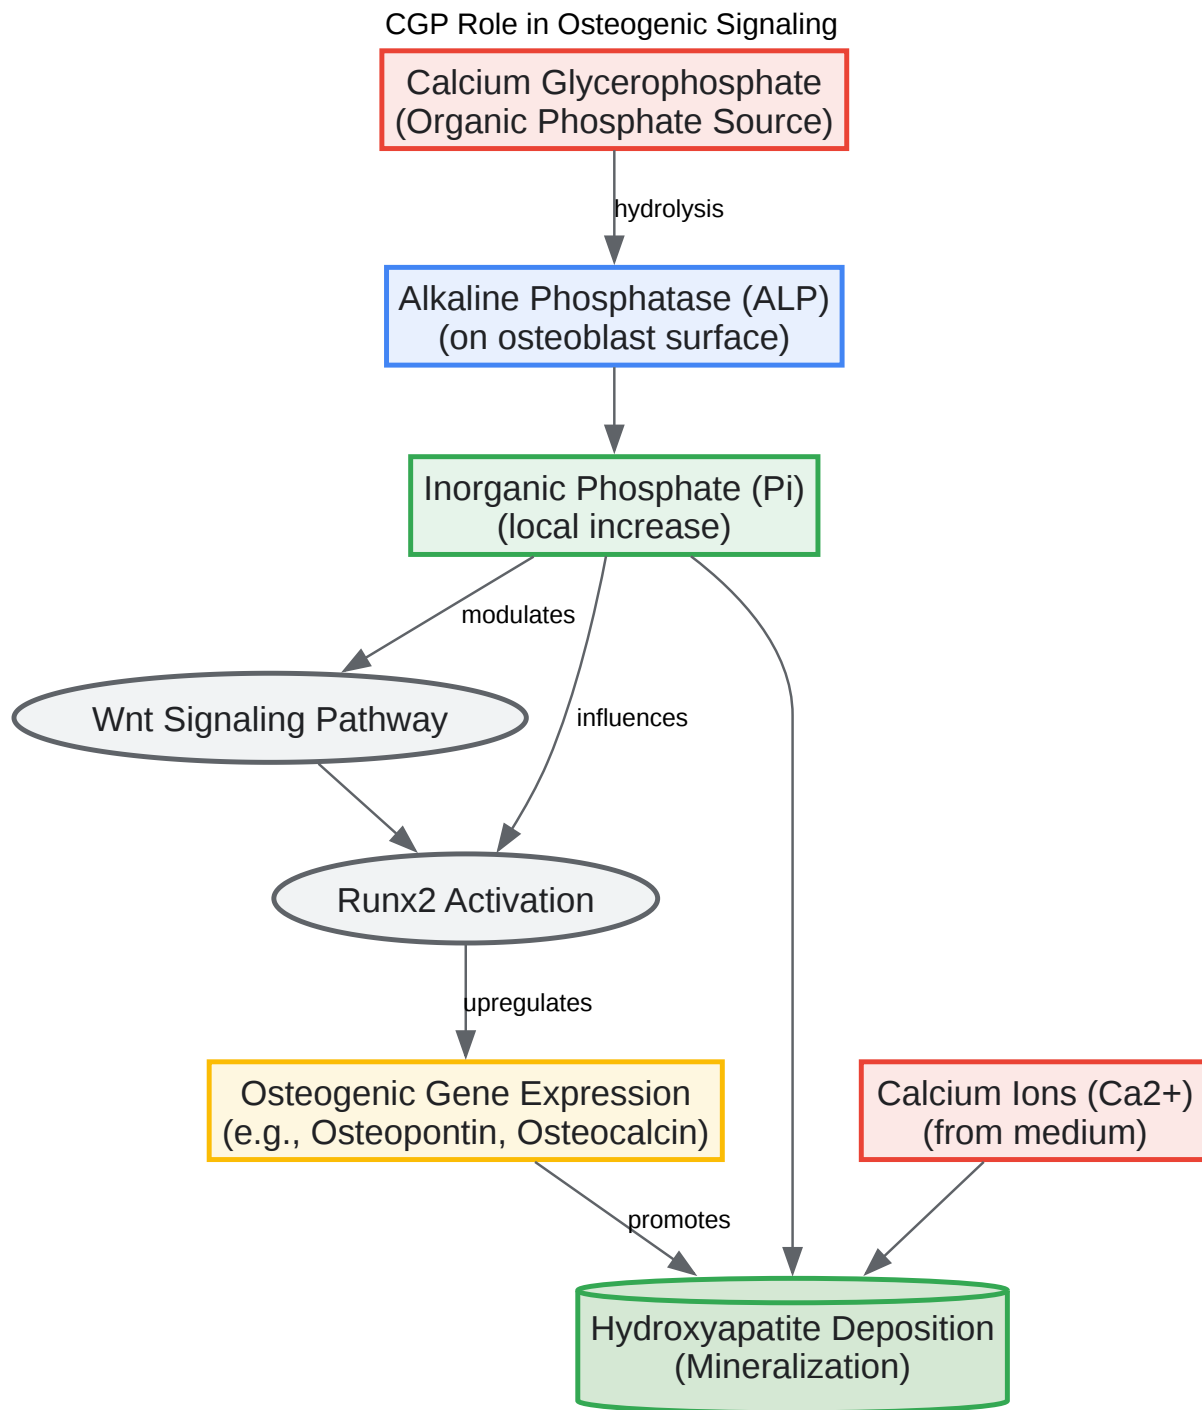 CGP Role in Osteogenic Signaling
Calcium Glycerophosphate
(Organic Phosphate Source)
hydrolysis
Alkaline Phosphatase (ALP)
(on osteoblast surface)
Inorganic Phosphate (Pi)
(local increase)
modulates
Wnt Signaling Pathway
influences
Runx2 Activation
upregulates
Osteogenic Gene Expression
(e.g., Osteopontin, Osteocalcin)
Calcium Ions (Ca2+)
(from medium)
promotes
Hydroxyapatite Deposition
(Mineralization)